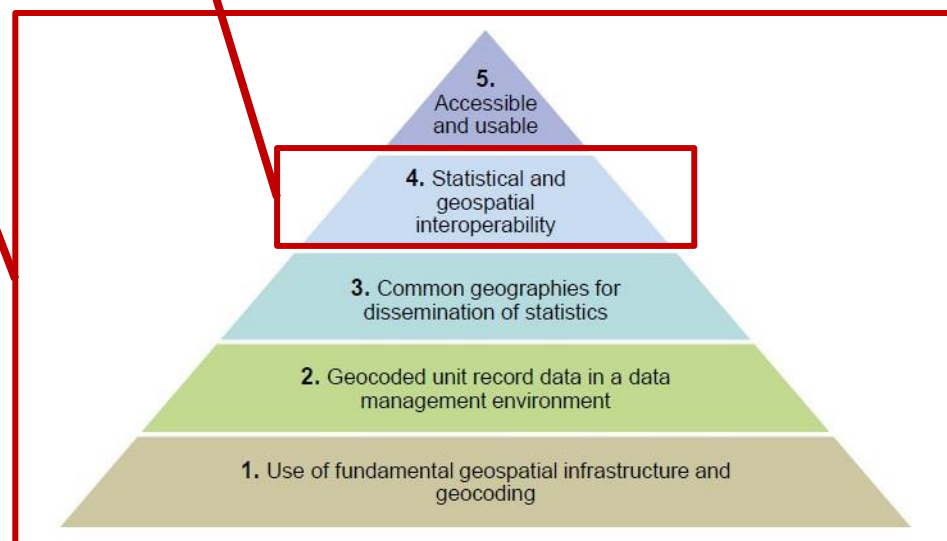 5.
Accessible
and usable
4. Statistical and
geospatial
interoperability
3. Common geographies for
dissemination of statistics
2. Geocoded unit record data in a data
management environment
1. Use of fundamental geospatial infrastructure and
geocoding